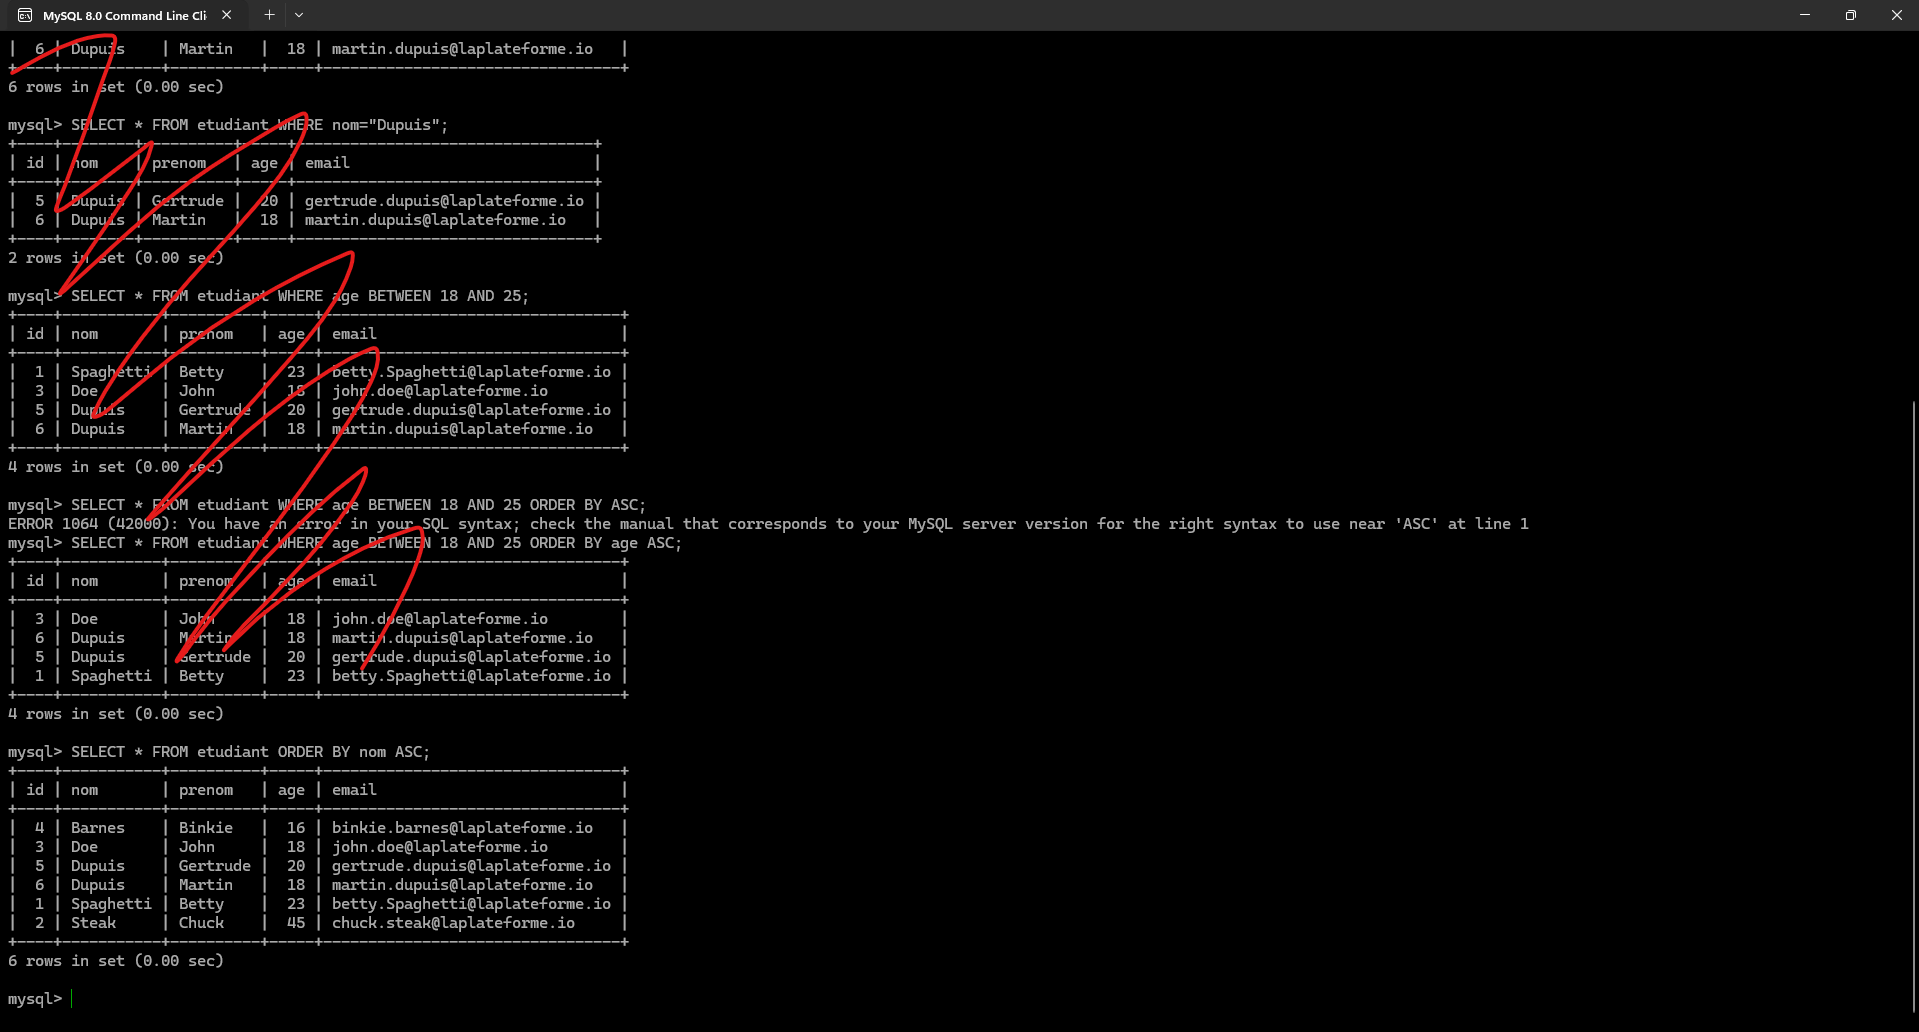 MySQL 8.0 Command Line Cli
|  6 | Dupuis    | Martin   |  18 | martin.dupuis@laplateforme.io   |
+----+-----------+----------+-----+---------------------------------+
6 rows in set (0.00 sec)
mysql> SELECT * FROM etudiant WHERE nom="Dupuis";
+----+--------+----------+-----+---------------------------------+
| id | nom    | prenom   | age | email                           |
+----+--------+----------+-----+---------------------------------+
|  5 | Dupuis | Gertrude |  20 | gertrude.dupuis@laplateforme.io |
|  6 | Dupuis | Martin   |  18 | martin.dupuis@laplateforme.io   |
+----+--------+----------+-----+---------------------------------+
2 rows in set (0.00 sec)
mysql> SELECT * FROM etudiant WHERE age BETWEEN 18 AND 25;
+----+-----------+----------+-----+---------------------------------+
| id | nom       | prenom   | age | email                           |
+----+-----------+----------+-----+---------------------------------+
|  1 | Spaghetti | Betty    |  23 | betty.Spaghetti@laplateforme.io |
|  3 | Doe       | John     |  18 | john.doe@laplateforme.io        |
|  5 | Dupuis    | Gertrude |  20 | gertrude.dupuis@laplateforme.io |
|  6 | Dupuis    | Martin   |  18 | martin.dupuis@laplateforme.io   |
+----+-----------+----------+-----+---------------------------------+
4 rows in set (0.00 sec)
mysql> SELECT * FROM etudiant WHERE age BETWEEN 18 AND 25 ORDER BY ASC;
ERROR 1064 (42000): You have an error in your SQL syntax; check the manual that corresponds to your MySQL server version for the right syntax to use near 'ASC' at line 1
mysql> SELECT * FROM etudiant WHERE age BETWEEN 18 AND 25 ORDER BY age ASC;
+----+-----------+----------+-----+---------------------------------+
| id | nom       | prenom   | age | email                           |
+----+-----------+----------+-----+---------------------------------+
|  3 | Doe       | John     |  18 | john.doe@laplateforme.io        |
|  6 | Dupuis    | Martin   |  18 | martin.dupuis@laplateforme.io   |
|  5 | Dupuis    | Gertrude |  20 | gertrude.dupuis@laplateforme.io |
|  1 | Spaghetti | Betty    |  23 | betty.Spaghetti@laplateforme.io |
+----+-----------+----------+-----+---------------------------------+
4 rows in set (0.00 sec)
mysql> SELECT * FROM etudiant ORDER BY nom ASC;
+----+-----------+----------+-----+---------------------------------+
| id | nom       | prenom   | age | email                           |
+----+-----------+----------+-----+---------------------------------+
|  4 | Barnes    | Binkie   |  16 | binkie.barnes@laplateforme.io   |
|  3 | Doe       | John     |  18 | john.doe@laplateforme.io        |
|  5 | Dupuis    | Gertrude |  20 | gertrude.dupuis@laplateforme.io |
|  6 | Dupuis    | Martin   |  18 | martin.dupuis@laplateforme.io   |
|  1 | Spaghetti | Betty    |  23 | betty.Spaghetti@laplateforme.io |
|  2 | Steak     | Chuck    |  45 | chuck.steak@laplateforme.io     |
+----+-----------+----------+-----+---------------------------------+
6 rows in set (0.00 sec)
mysql>